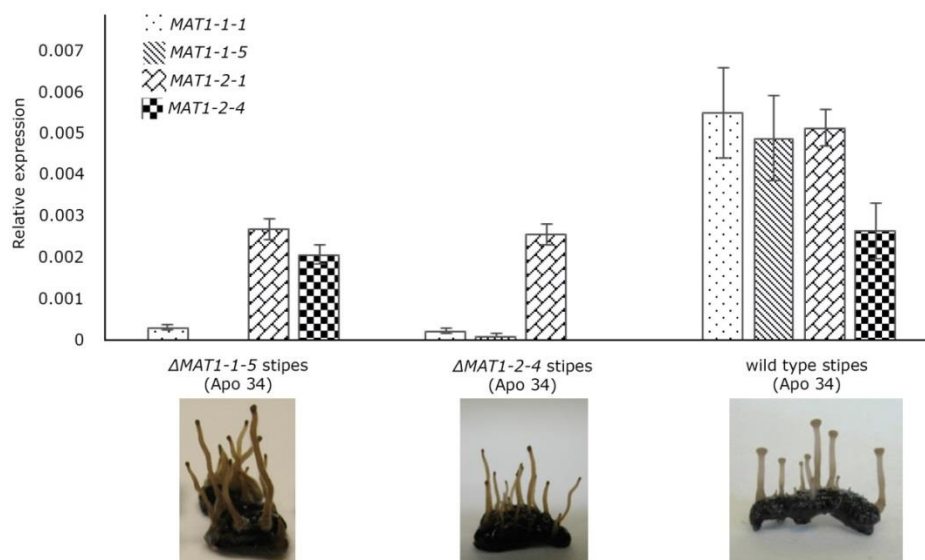 MAT1-1-1
MAT1-1-5
MAT1-2-1
MAT1-2-4
Relative expression
0.007
0.006
0.005
0.004
0.003
0.002
0.001
0
ΔMAT1-1-5 stipes
(Apo 34)
ΔMAT1-2-4 stipes
(Apo 34)
wild type stipes
(Apo 34)